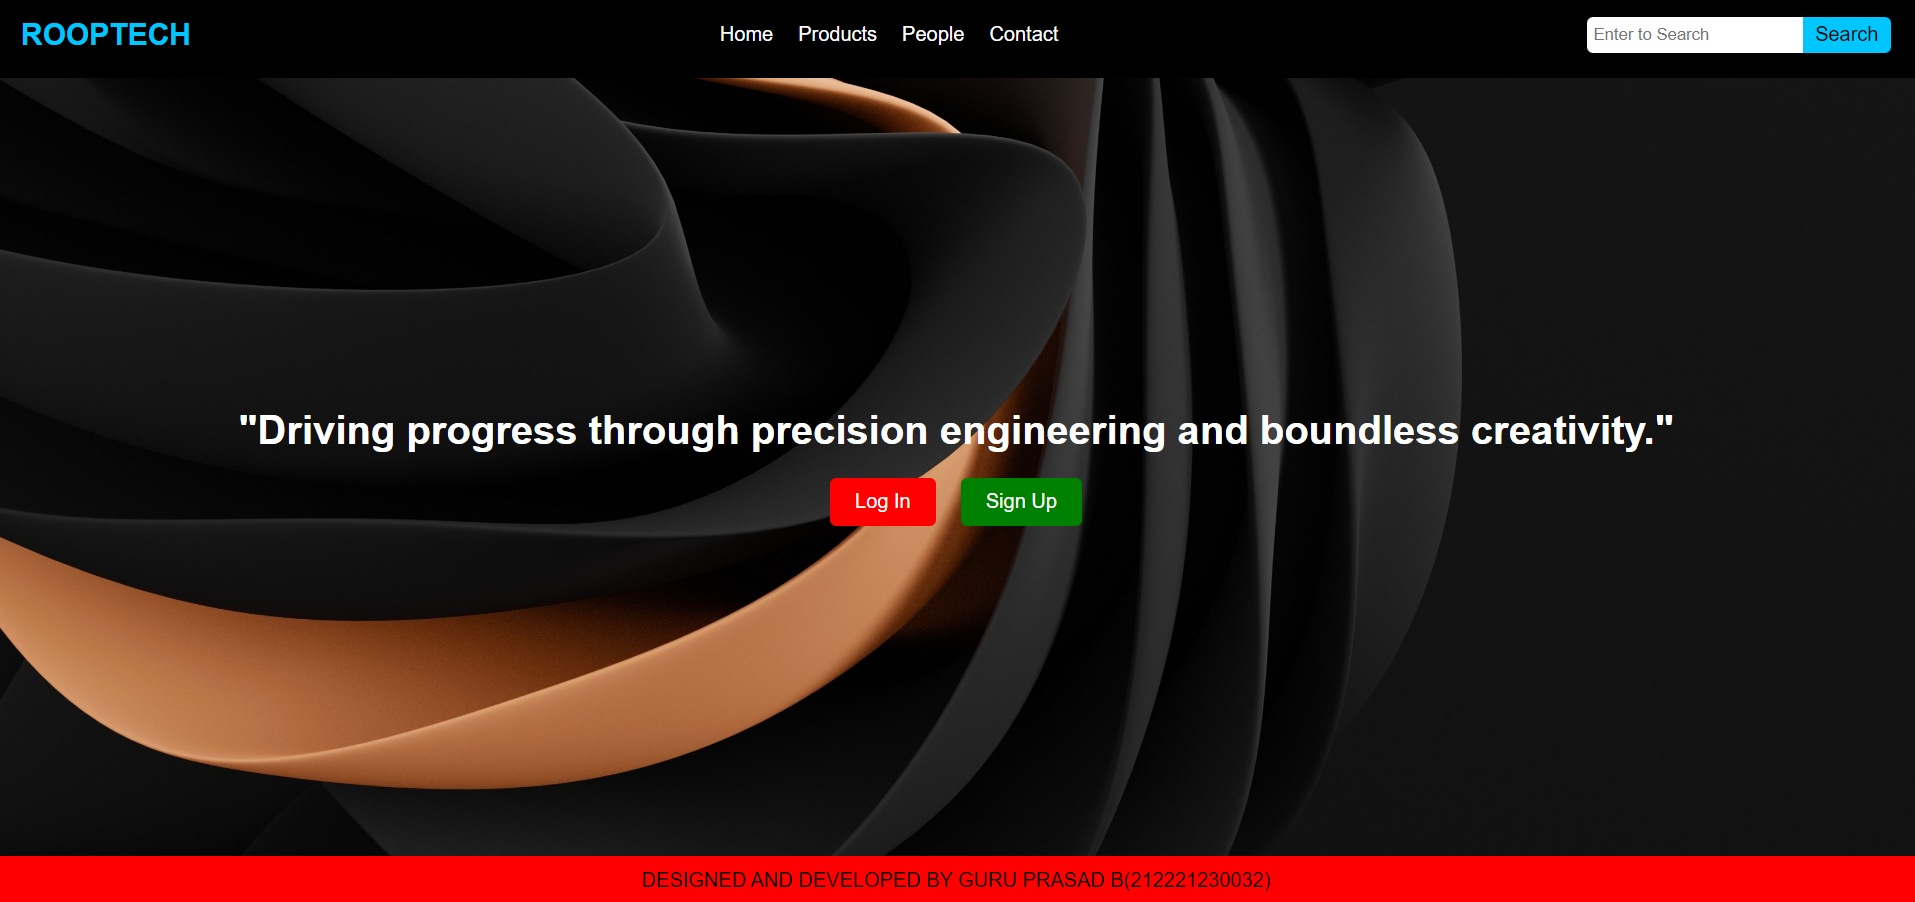 ROOPTECH
Home Products People Contact
Enter to Search Search
"Driving progress through precision engineering and boundless creativity."
Log In Sign Up
DESIGNED AND DEVELOPED BY GURU PRASAD B(212221230032)